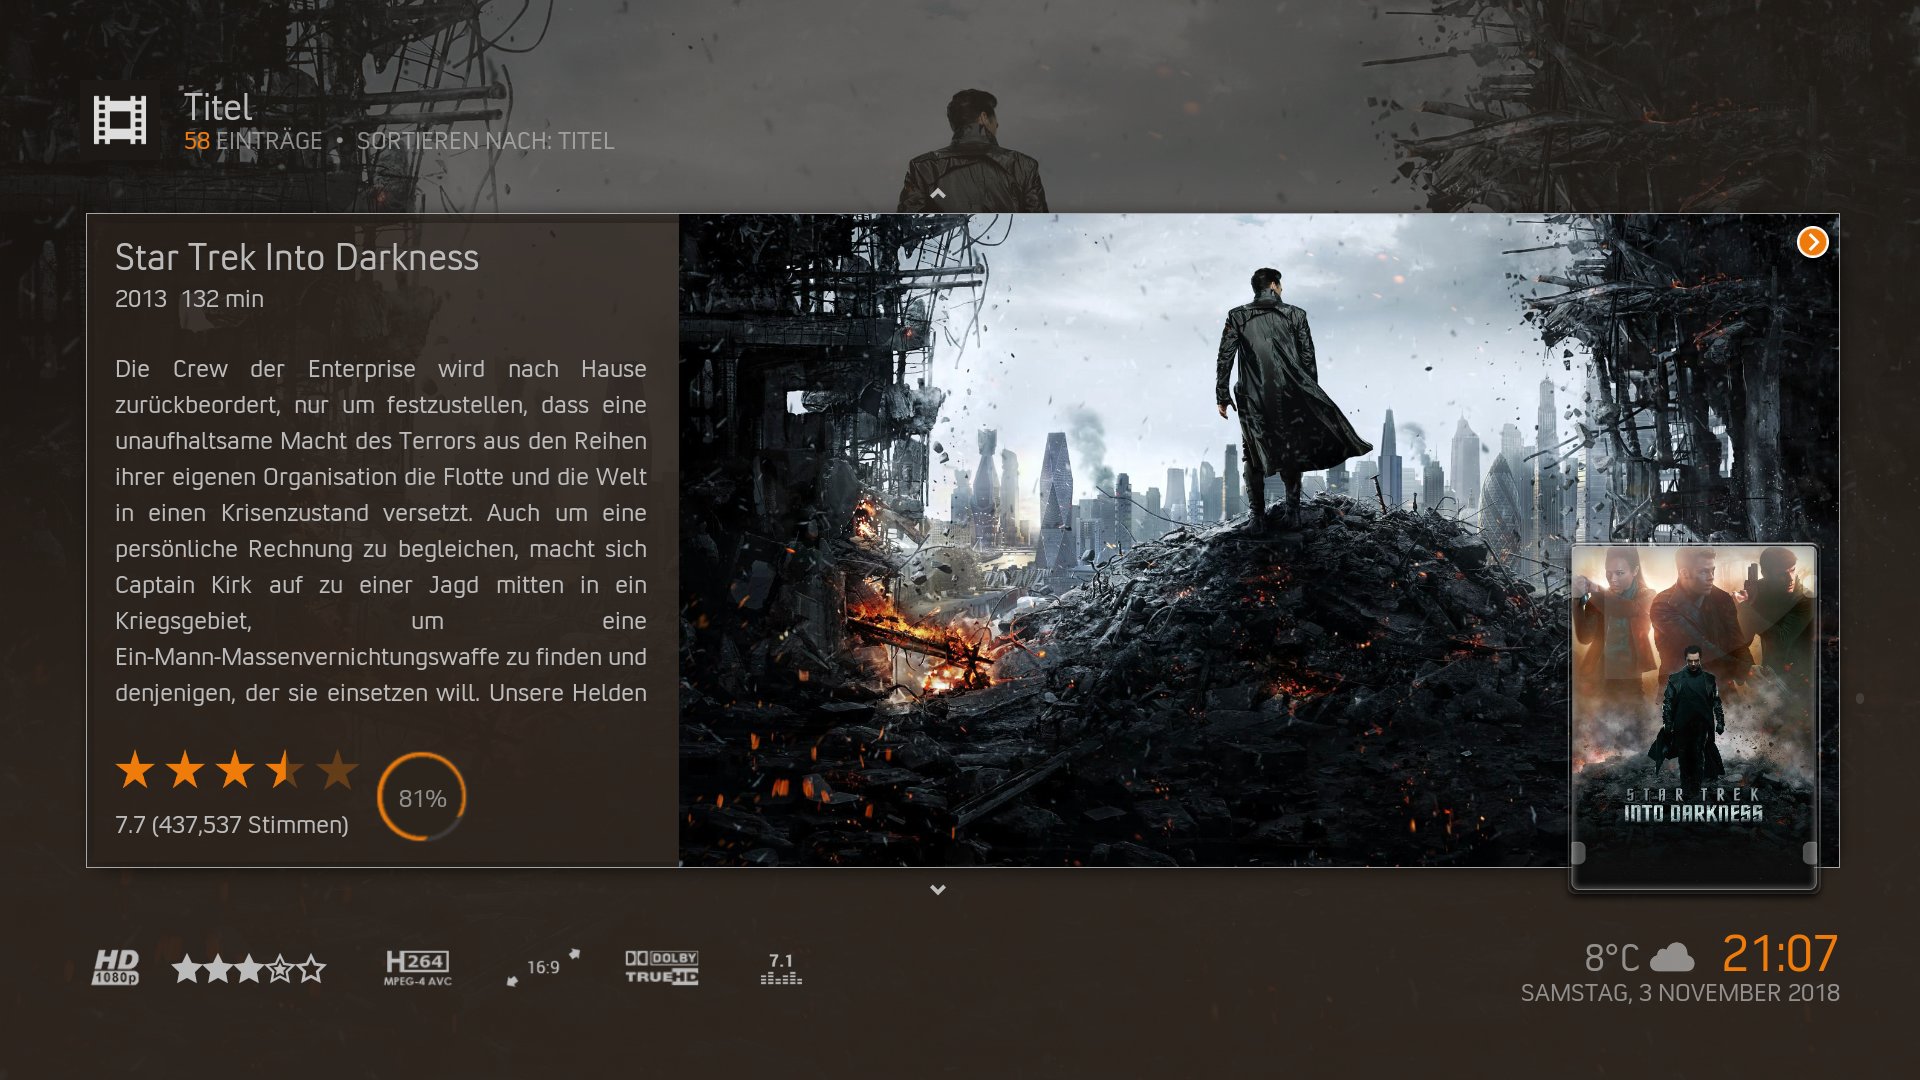 Titel
58 EINTRÄGE • SORTIEREN NACH: TITEL
Star Trek Into Darkness
2013 132 min
Die Crew der Enterprise wird nach Hause
zurückbeordert, nur um festzustellen, dass eine
unaufhaltsame Macht des Terrors aus den Reihen
ihrer eigenen Organisation die Flotte und die Welt
in einen Krisenzustand versetzt. Auch um eine
persönliche Rechnung zu begleichen, macht sich
Captain Kirk auf zu einer Jagd mitten in ein
Kriegsgebiet, um eine
Ein-Mann-Massenvernichtungswaffe zu finden und
denjenigen, der sie einsetzen will. Unsere Helden
81%
7.7 (437,537 Stimmen)
STAR TREK
INTO DARKNESS
HD
1080p
H264
MPEG-4 AVC
16:9
DOLBY
TRUEHD
7.1
8°C 21:07
SAMSTAG, 3 NOVEMBER 2018